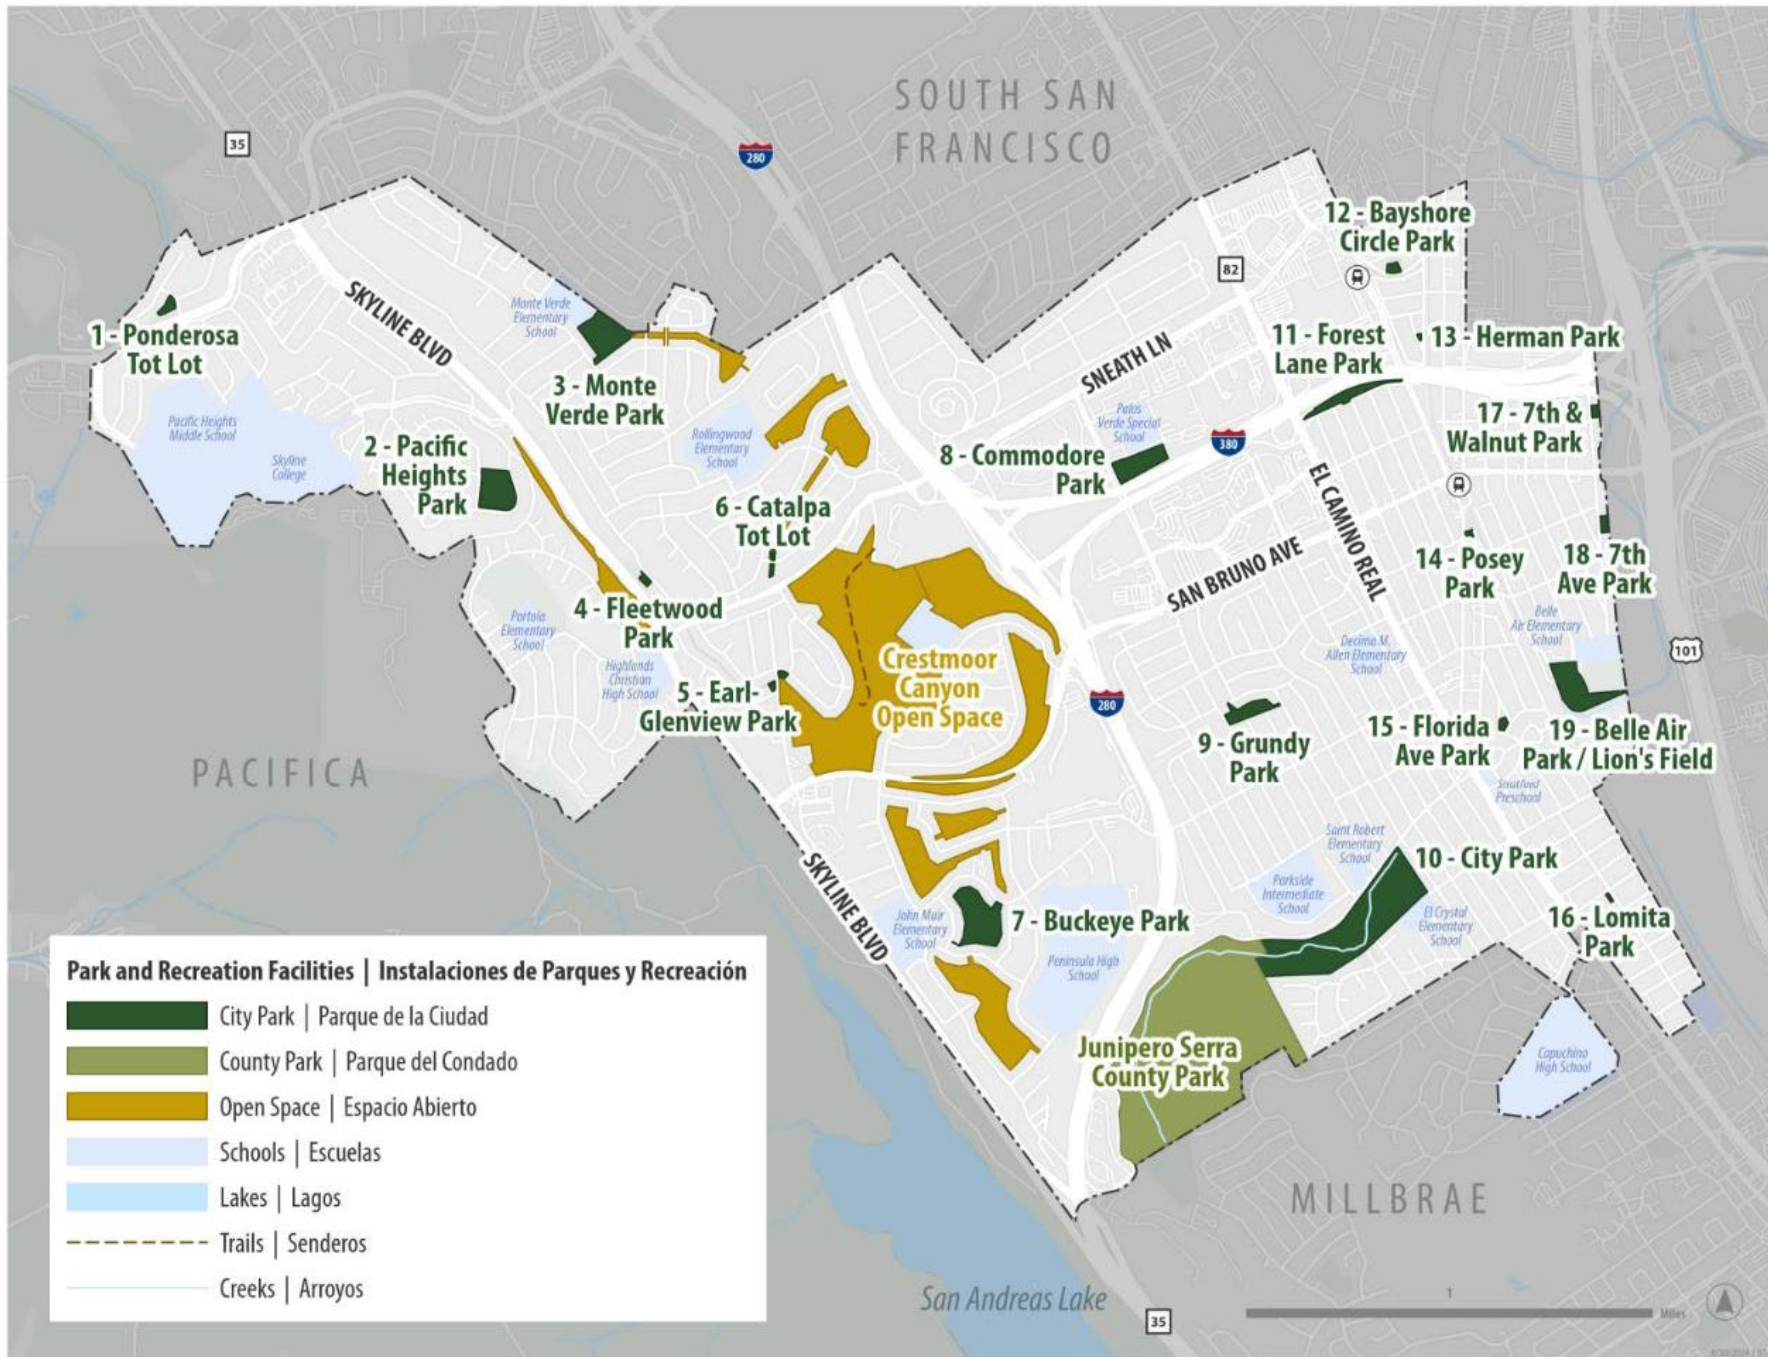 SOUTH SAN
FRANCISCO
35
280
12 - Bayshore
Circle Park
82
SKYLINE BLVD
Monte Verde
Elementary
School
1 - Ponderosa
Tot Lot
SNEATH LN
11 - Forest
Lane Park
13 - Herman Park
3 - Monte
Verde Park
Pacific Heights
Middle School
Skyline
College
2 - Pacific
Heights
Park
Rollingwood
Elementary
School
Palos
Verde Special
School
380
17 - 7th &
Walnut Park
8 - Commodore
Park
EL CAMINO REAL
6 - Catalpa
Tot Lot
SAN BRUNO AVE
14 - Posey
Park
18 - 7th
Ave Park
4 - Fleetwood
Park
Portola
Elementary
School
Highlands
Christian
High School
Belle
Air Elementary
School
Decima M.
Allen Elementary
School
101
Crestmoor
Canyon
Open Space
5 - Earl-
Glenview Park
280
9 - Grundy
Park
15 - Florida
Ave Park
19 - Belle Air
Park / Lion's Field
PACIFICA
Preschool
Saint Robert
Elementary
School
10 - City Park
SKYLINE BLVD
Parkside
Intermediate
School
John Muir
Elementary
School
7 - Buckeye Park
El Crystal
Elementary
School
16 - Lomita
Park
Peninsula High
School
Junipero Serra
County Park
Capuchino
High School
MILLBRAE
San Andreas Lake
35
1
Miles
Park and Recreation Facilities | Instalaciones de Parques y Recreación
City Park | Parque de la Ciudad
County Park | Parque del Condado
Open Space | Espacio Abierto
Schools | Escuelas
Lakes | Lagos
Trails | Senderos
Creeks | Arroyos